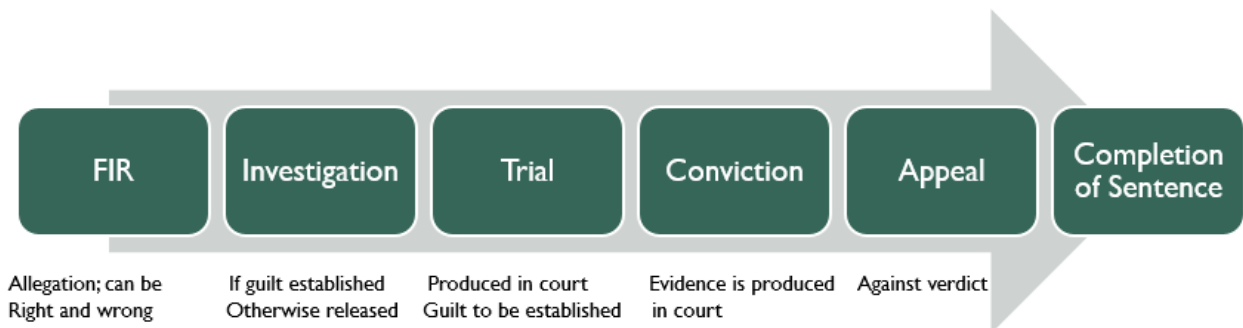 FIR
Investigation
Trial
Conviction
Appeal
Completion
of Sentence
Allegation; can be
Right and wrong
If guilt established
Otherwise released
Produced in court
Guilt to be established
Evidence is produced
in court
Against verdict